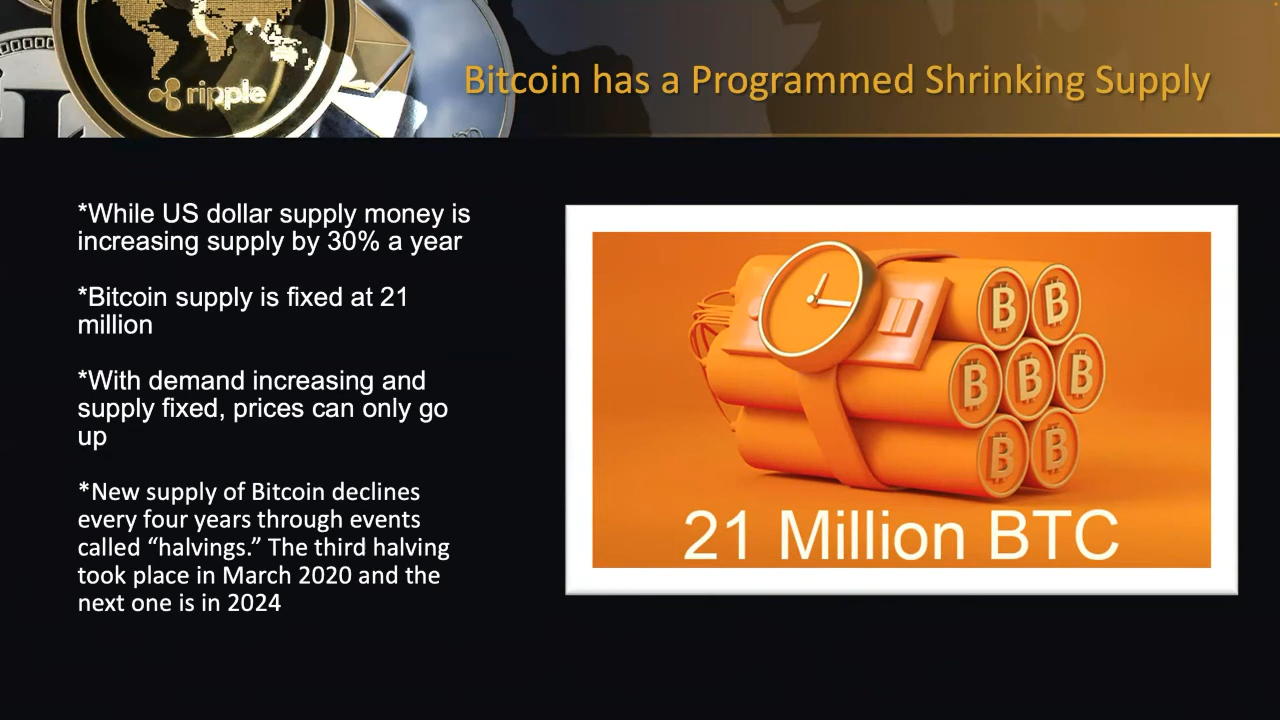 ripple
Bitcoin has a Programmed Shrinking Supply
*While US dollar supply money is
increasing supply by 30% a year
*Bitcoin supply is fixed at 21
million
*With demand increasing and
supply fixed, prices can only go
up
*New supply of Bitcoin declines
every four years through events
called “halvings.” The third halving
took place in March 2020 and the
next one is in 2024
21 Million BTC